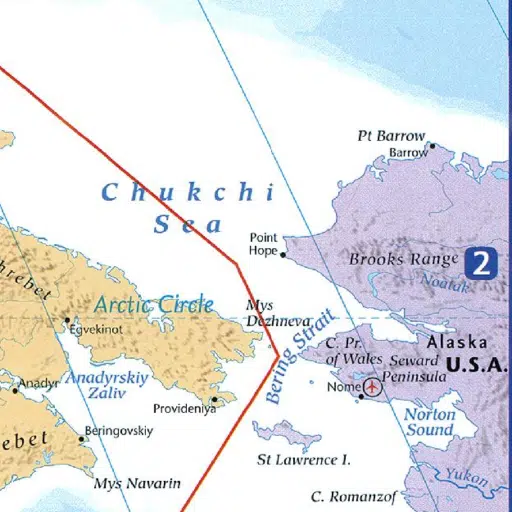 Pt Barrow
Barrow
Chukchi
Sea
Point
Hope
Brooks Range
2
Noatak
hrebet
Arctic Circle
Mys
Dezhneva
Egvekinot
Bering Strait
C. Pr.
of Wales
Alaska
Seward
Peninsula
U.S.A.
Anadyr
Anadyrskiy
Zaliv
Provideniya
Nome
Norton
Sound
Beringovskiy
rebet
St Lawrence I.
Mys Navarin
Yukon
C. Romanzof